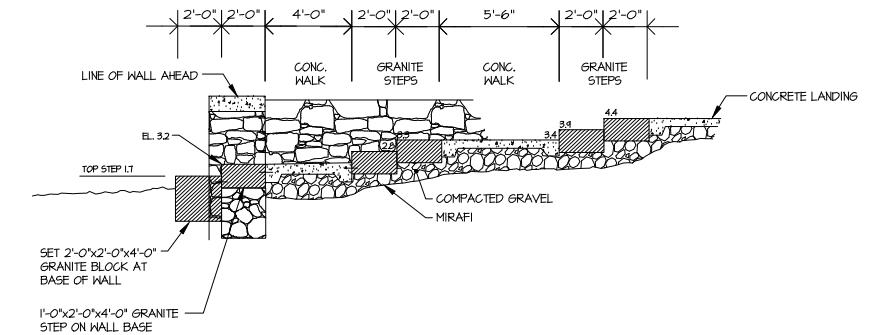 2'-0" 2'-0" 4'-0" 2'-0" 2'-0" 5'-6" 2'-0" 2'-0"
CONC.
WALK
GRANITE
STEPS
CONC.
WALK
GRANITE
STEPS
LINE OF WALL AHEAD
CONCRETE LANDING
4.4
3.9
3.4
3.3
2.8
EL. 3.2
TOP STEP 1.7
COMPACTED GRAVEL
MIRAFI
SET 2'-0"x2'-0"x4'-0"
GRANITE BLOCK AT
BASE OF WALL
1'-0"x2'-0"x4'-0" GRANITE
STEP ON WALL BASE